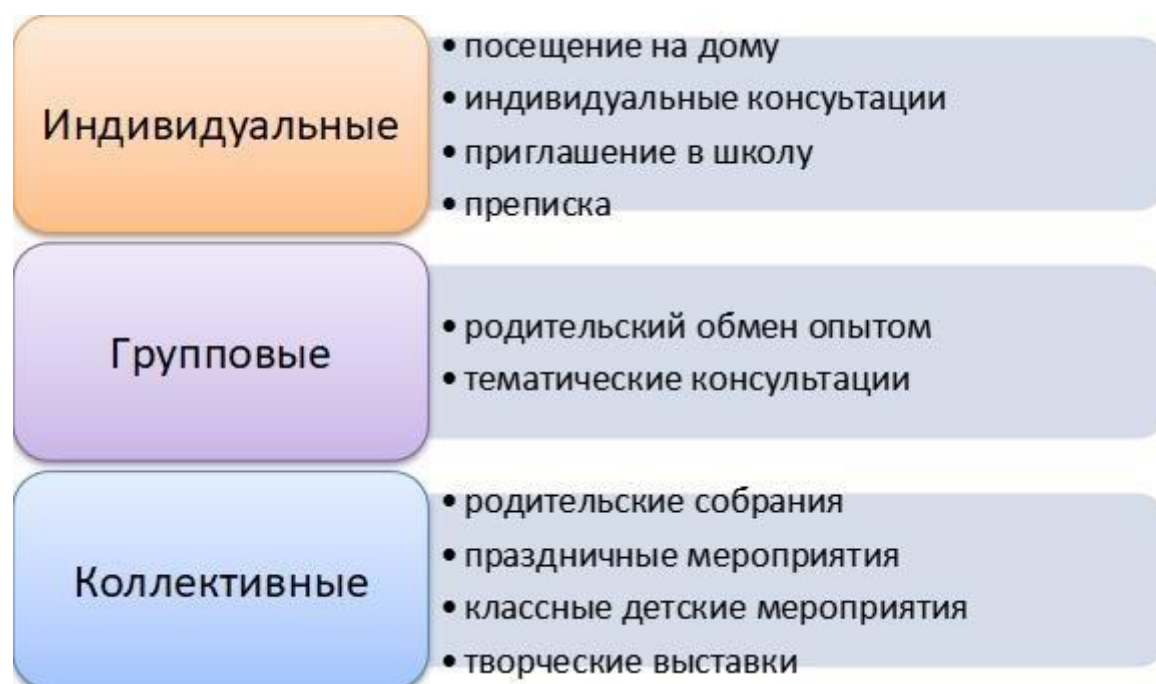 Индивидуальные
• посещение на дому
• индивидуальные консуьтации
• приглашение в школу
• преписка
Групповые
• родительский обмен опытом
• тематические консультации
Коллективные
• родительские собрания
• праздничные мероприятия
• классные детские мероприятия
• творческие выставки